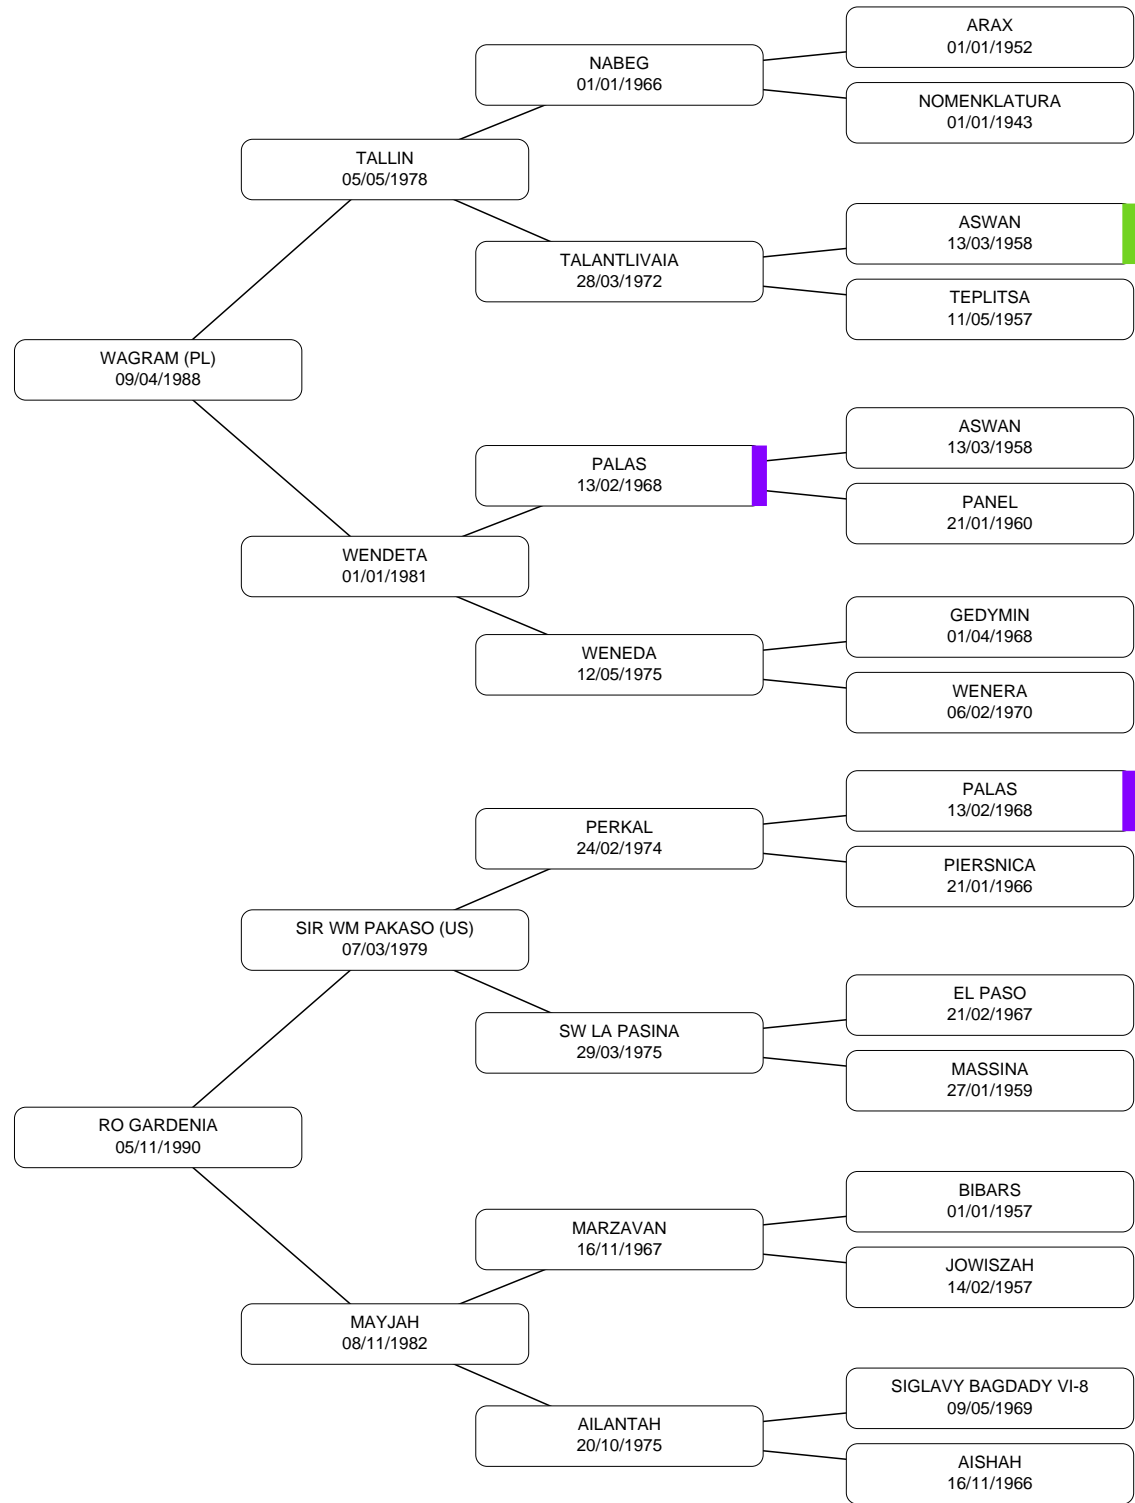 ARAX
01/01/1952
NABEG
01/01/1966
NOMENKLATURA
01/01/1943
TALLIN
05/05/1978
ASWAN
13/03/1958
TALANTLIVAIA
28/03/1972
TEPLITSA
11/05/1957
WAGRAM (PL)
09/04/1988
ASWAN
13/03/1958
PALAS
13/02/1968
PANEL
21/01/1960
WENDETA
01/01/1981
GEDYMIN
01/04/1968
WENEDA
12/05/1975
WENERA
06/02/1970
PALAS
13/02/1968
PERKAL
24/02/1974
PIERSNICA
21/01/1966
SIR WM PAKASO (US)
07/03/1979
EL PASO
21/02/1967
SW LA PASINA
29/03/1975
MASSINA
27/01/1959
RO GARDENIA
05/11/1990
BIBARS
01/01/1957
MARZAVAN
16/11/1967
JOWISZAH
14/02/1957
MAYJAH
08/11/1982
SIGLAVY BAGDADY VI-8
09/05/1969
AILANTAH
20/10/1975
AISHAH
16/11/1966